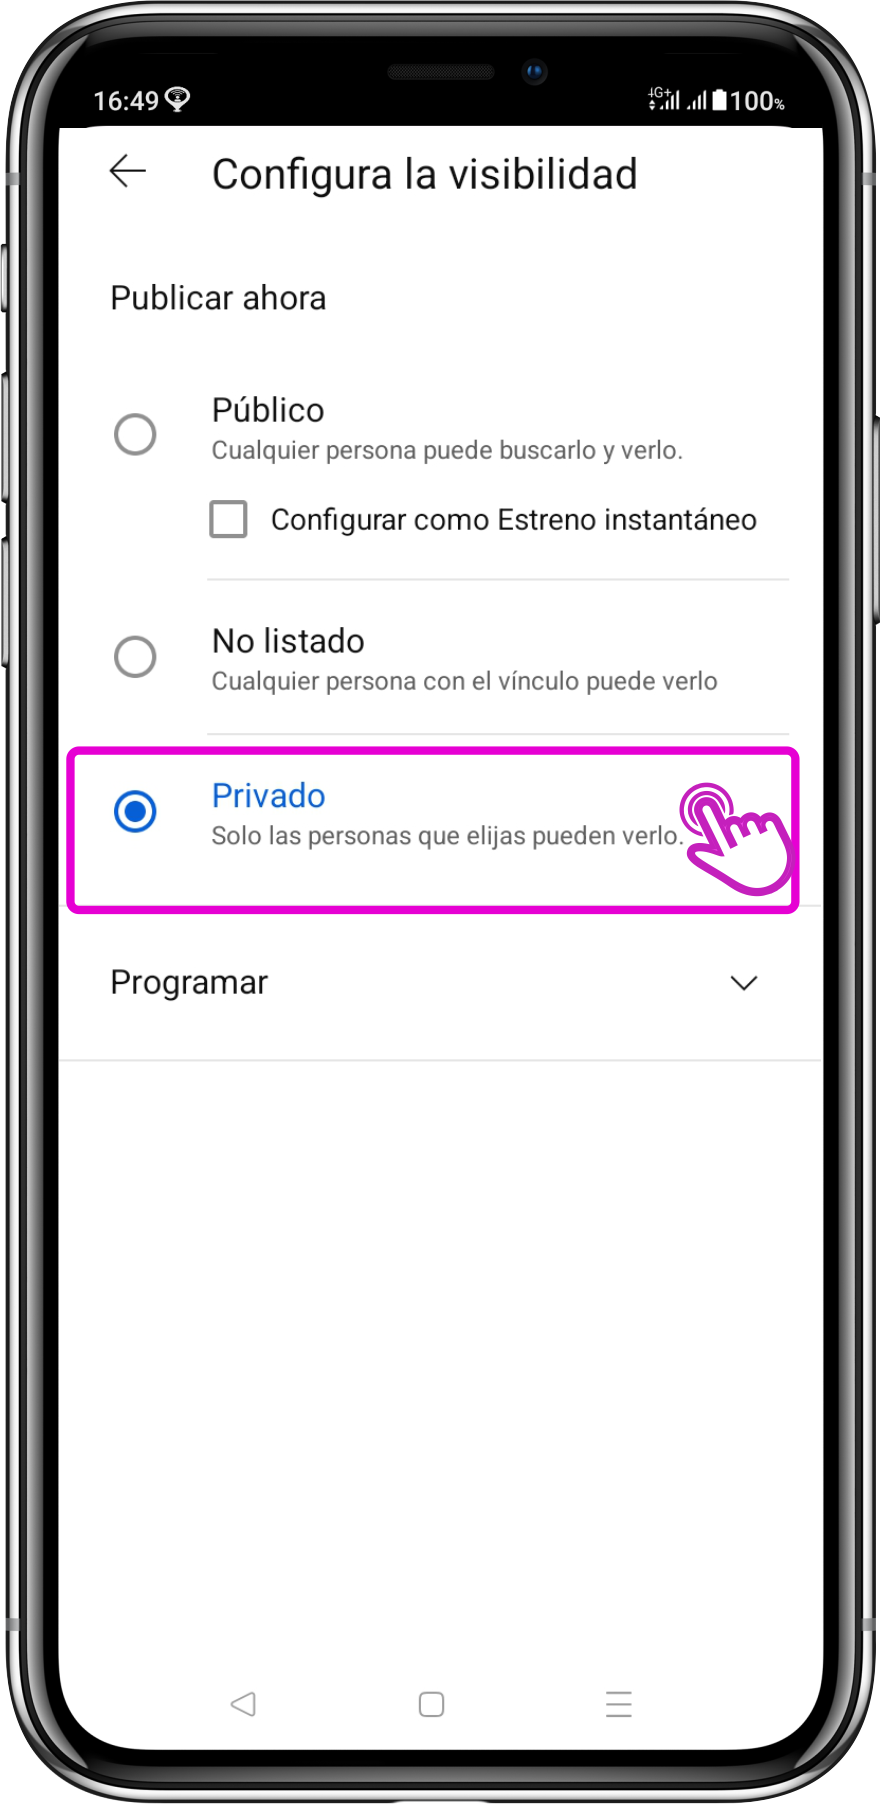 16:49 4G+ 100%
Configura la visibilidad
Publicar ahora
Público
Cualquier persona puede buscarlo y verlo.
Configurar como Estreno instantáneo
No listado
Cualquier persona con el vínculo puede verlo
Privado
Solo las personas que elijas pueden verlo.
Programar